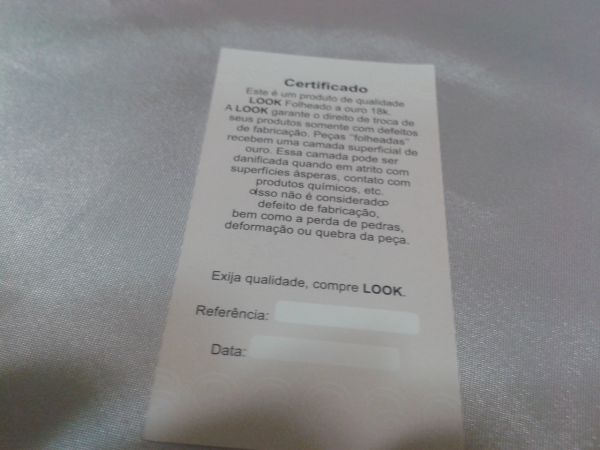 Certificado
Este é um produto de qualidade
LOOK Folheado a ouro 18k.
A LOOK garante o direito de troca de
seus produtos somente com defeitos
de fabricação. Peças "folheadas"
recebem uma camada superficial de
ouro. Essa camada pode ser
danificada quando em atrito com
superfícies ásperas, contato com
produtos químicos, etc.
Isso não é considerado
defeito de fabricação,
bem como a perda de pedras,
deformação ou quebra da peça.
Exija qualidade, compre LOOK.
Referência:
Data: